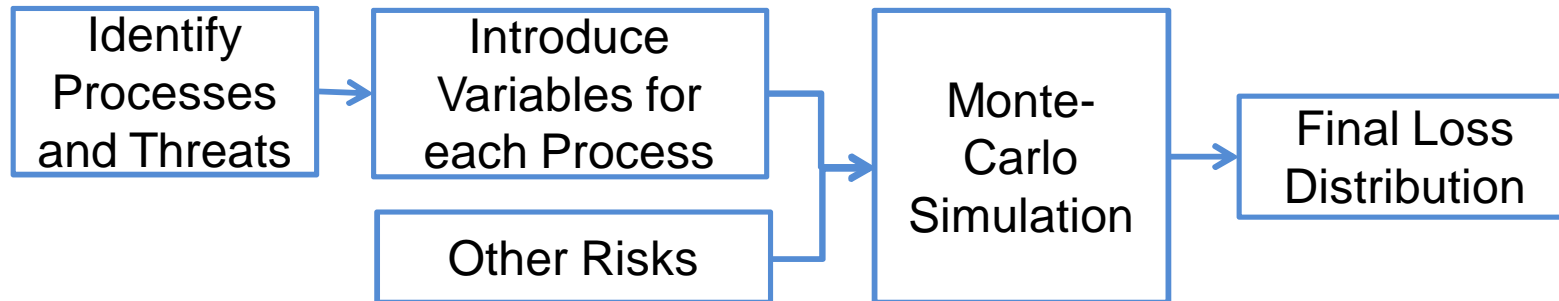 Identify
Processes
and Threats
Introduce
Variables for
each Process
Other Risks
Monte-
Carlo
Simulation
Final Loss
Distribution